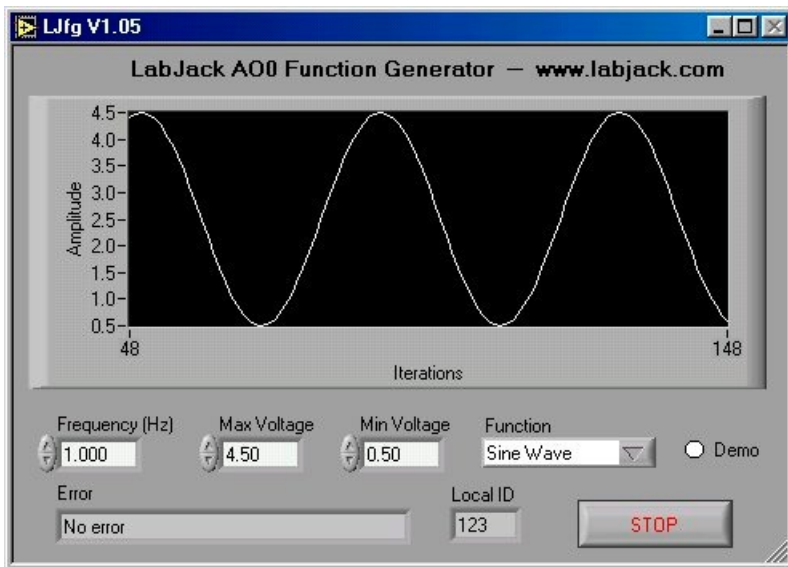 LJfg V1.05
LabJack AO0 Function Generator – www.labjack.com
Amplitude
4.5
4.0
3.5
3.0
2.5
2.0
1.5
1.0
0.5
48
148
Iterations
Frequency (Hz)
Max Voltage
Min Voltage
Function
1.000
4.50
0.50
Sine Wave
Demo
Error
Local ID
No error
123
STOP